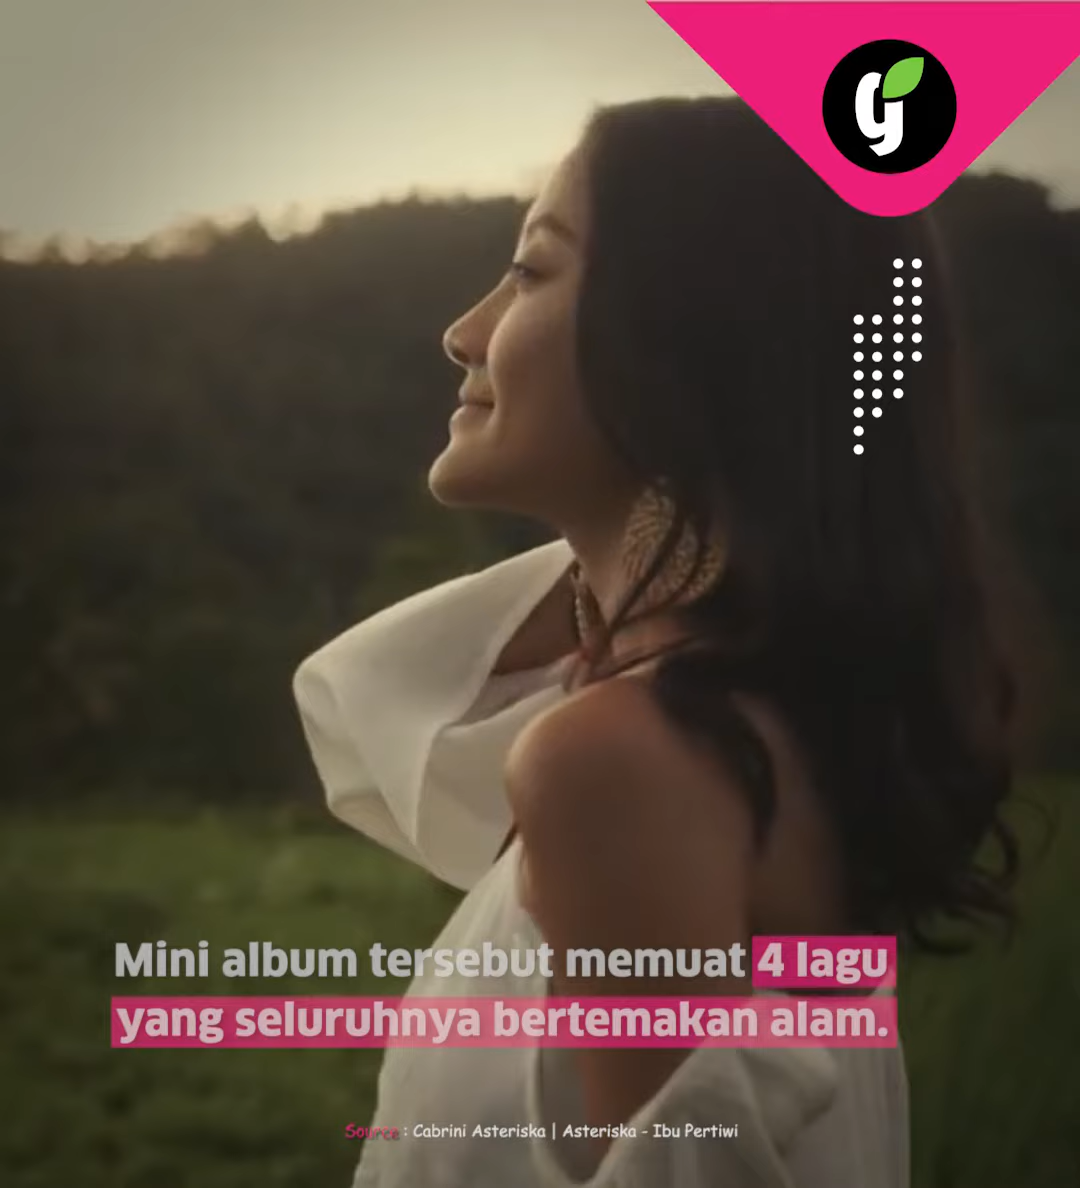 g
Mini album tersebut memuat 4 lagu
yang seluruhnya bertemakan alam.
Source : Cabrini Asteriska | Asteriska - Ibu Pertiwi